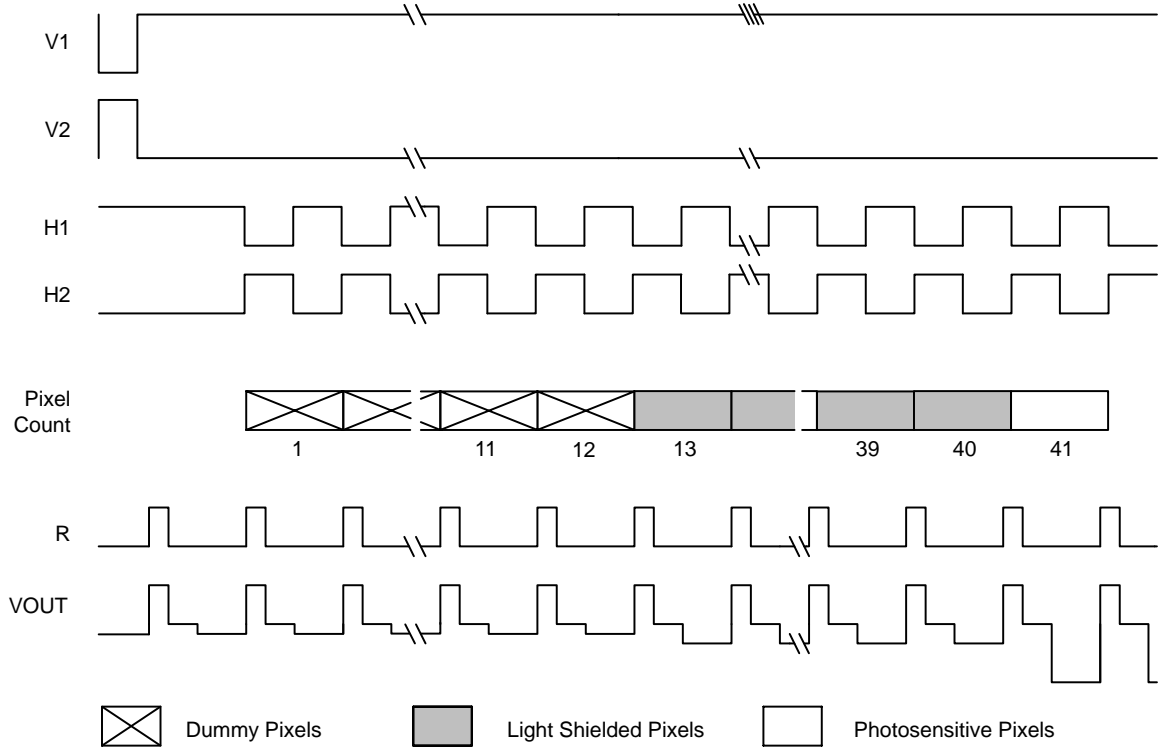 V1
V2
H1
H2
Pixel
Count
1
11
12
13
39
40
41
R
VOUT
Dummy Pixels
Light Shielded Pixels
Photosensitive Pixels